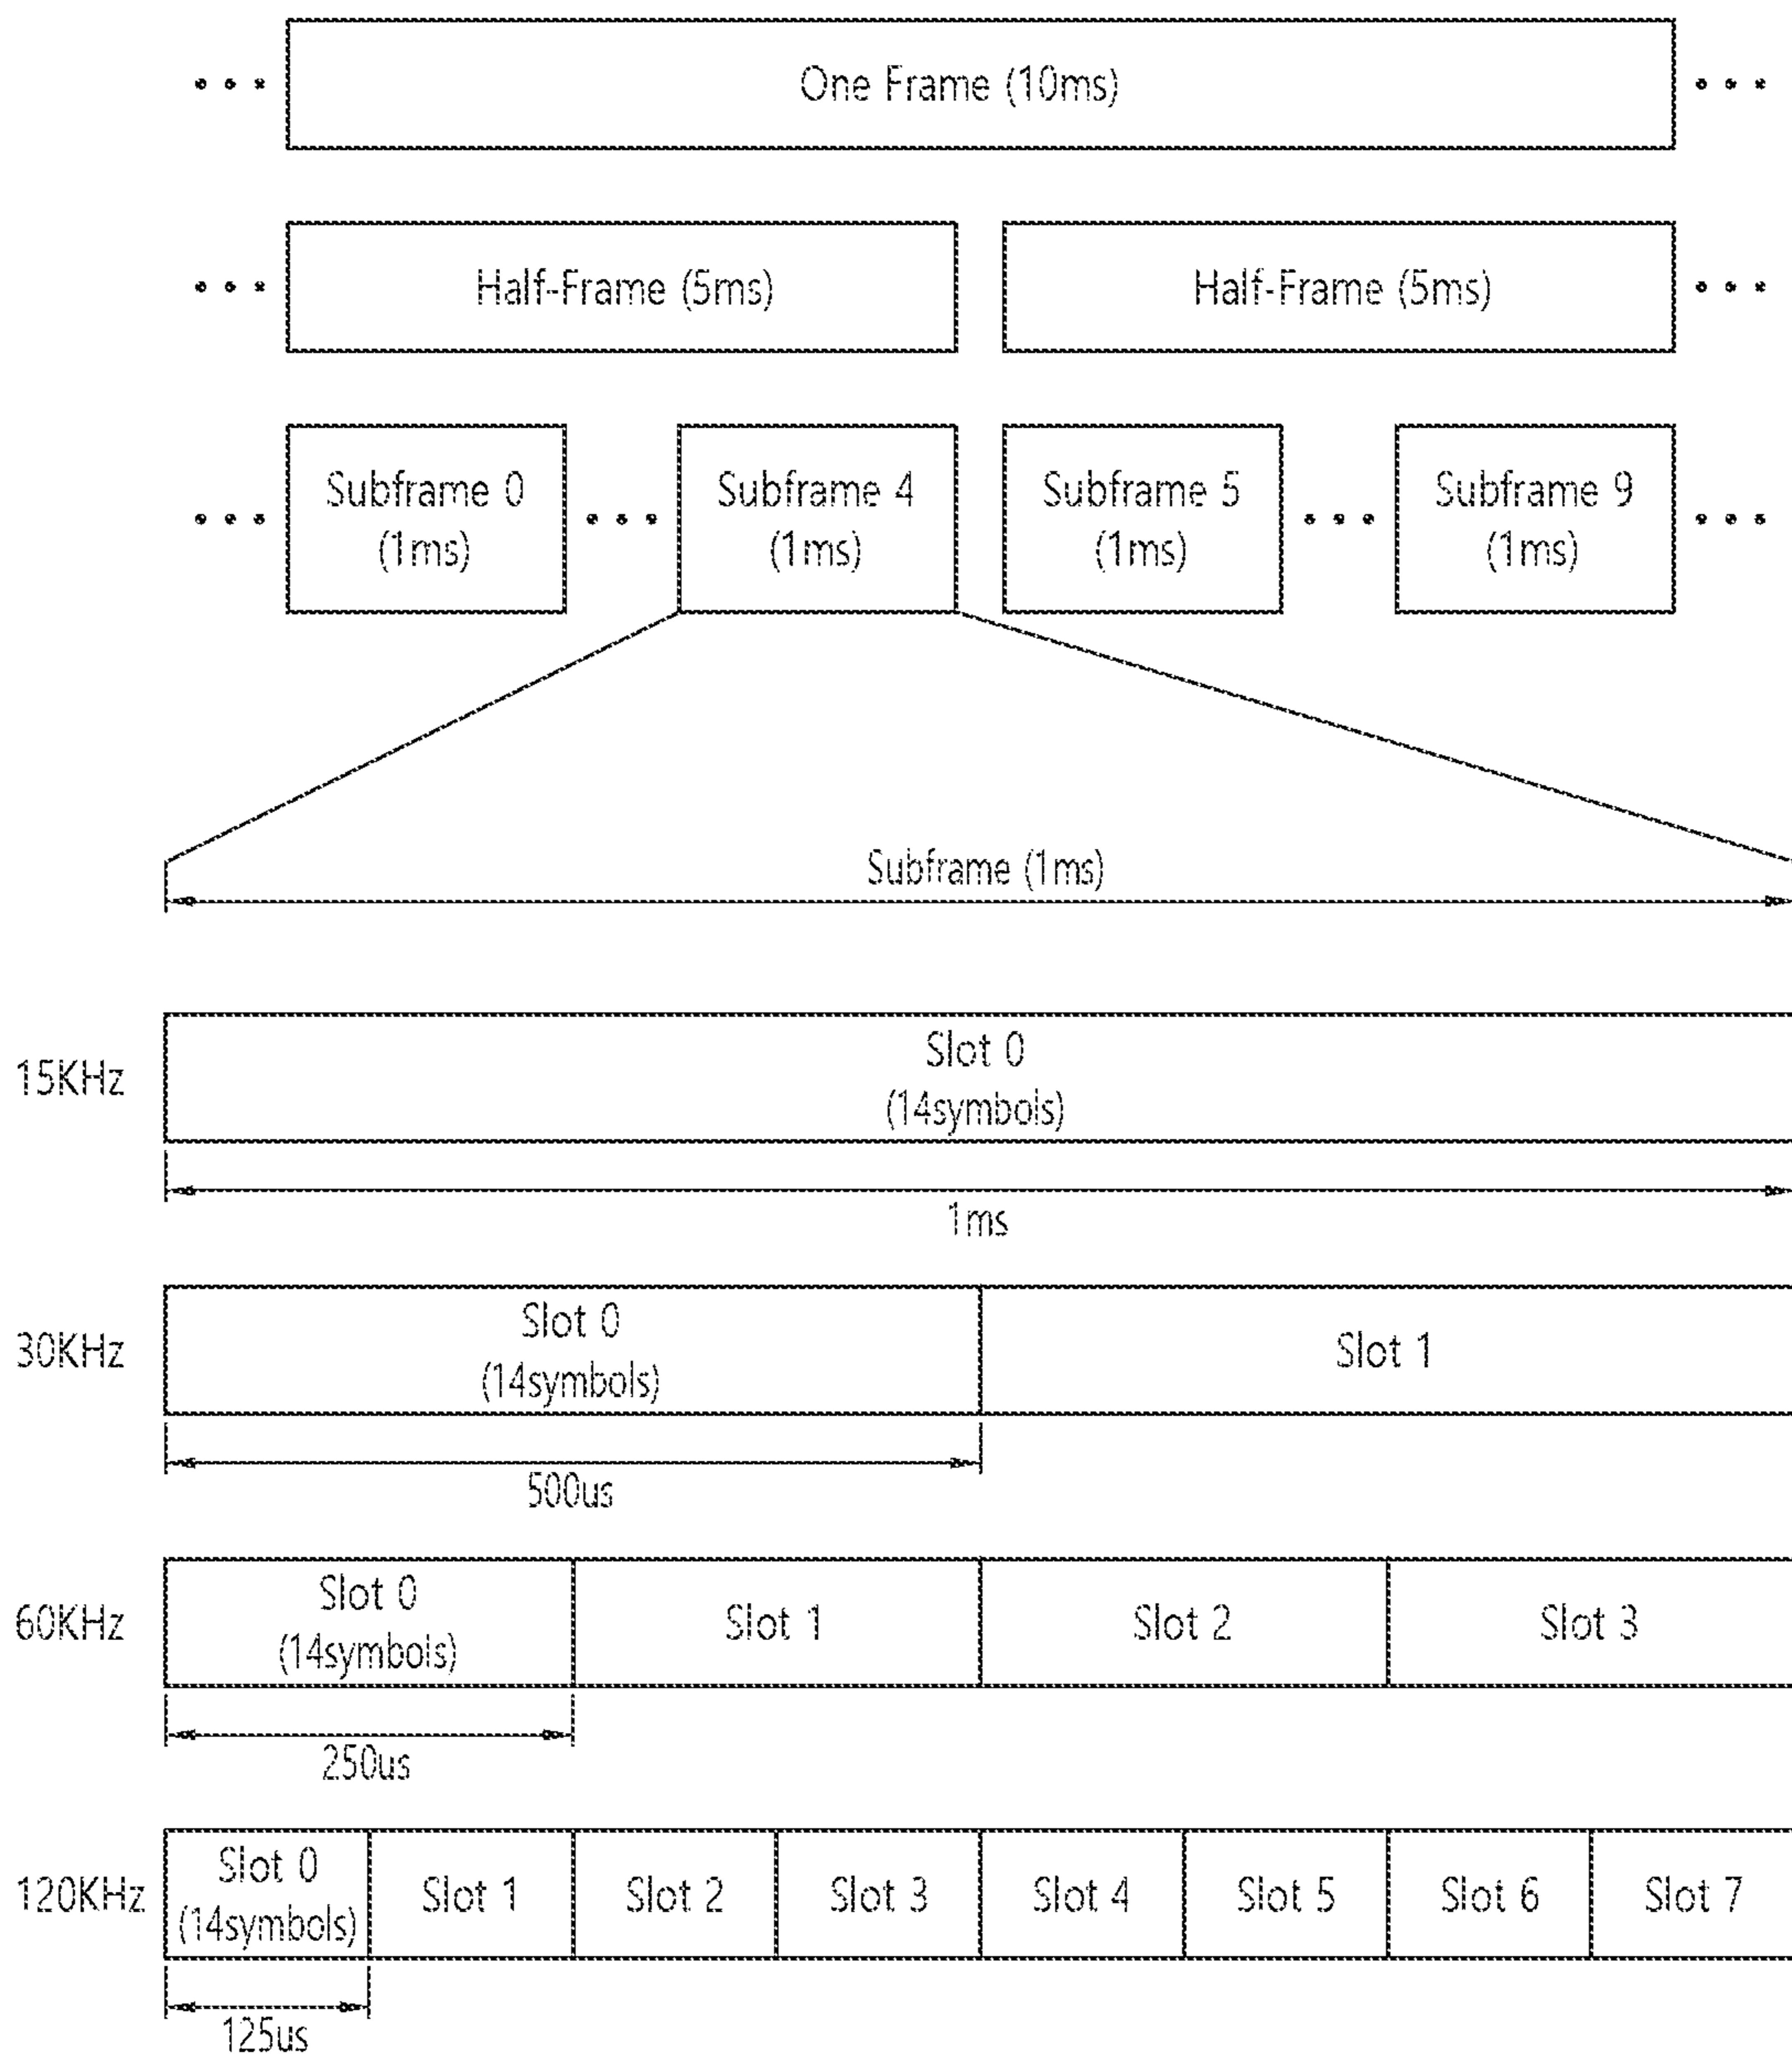 One Frame (10ms)
Half-Frame (5ms) Half-Frame (5ms)
Subframe 0 Subframe 4 Subframe 5 Subframe 9
(1ms) (1ms) (1ms) (1ms)
Subframe (1ms)
15KHz
Slot 0
(14symbols)
1ms
30KHz
Slot 0
(14symbols)
Slot 1
500us
60KHz
Slot 0
(14symbols)
Slot 1
Slot 2
Slot 3
250us
120KHz
Slot 0
(14symbols)
Slot 1
Slot 2
Slot 3
Slot 4
Slot 5
Slot 6
Slot 7
125us